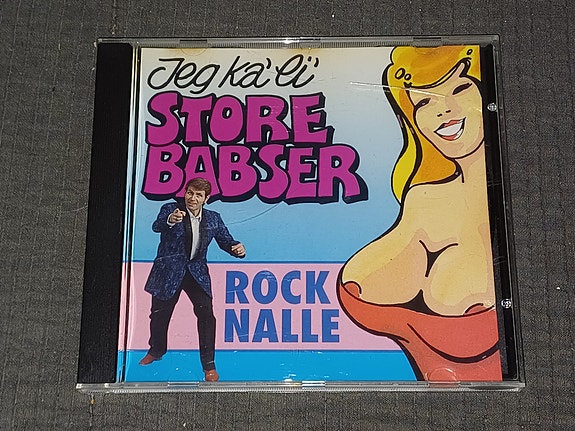 Jeg ka' li'
STORE
BABSER
ROCK
NALLE